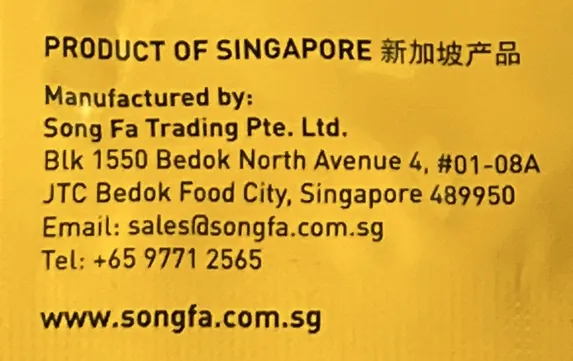 PRODUCT OF SINGAPORE 新加坡产品
Manufactured by:
Song Fa Trading Pte. Ltd.
Blk 1550 Bedok North Avenue 4, #01-08A
JTC Bedok Food City, Singapore 489950
Email: sales@songfa.com.sg
Tel: +65 9771 2565
www.songfa.com.sg